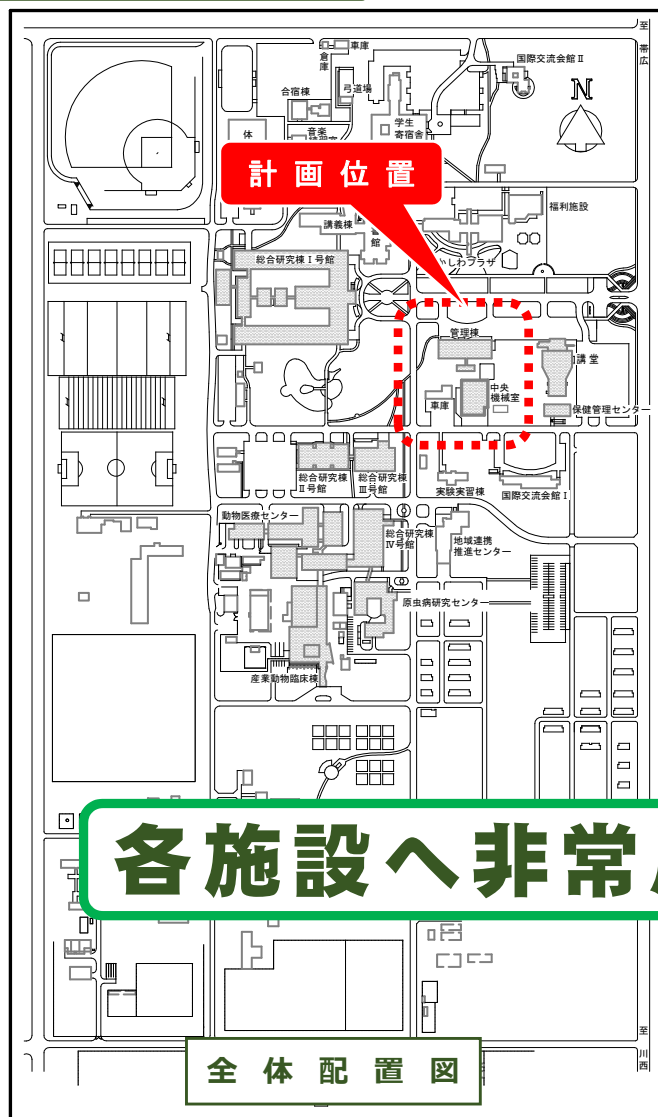 至
帯
広
車庫
倉
庫
国際交流会館Ⅱ
弓道場
合宿棟
N
学生
寄宿舎
音楽
体
計画位置
福利施設
講義棟
館
かしわプラザ
総合研究棟Ⅰ号館
管理棟
講堂
中央
機械室
車庫
保健管理センター
総合研究棟
Ⅱ号館
総合研究棟
Ⅲ号館
実験実習棟
国際交流会館Ⅰ
動物医療センター
総合研究棟
Ⅳ号館
地域連携
推進センター
原虫病研究センター
産業動物臨床棟
各施設へ非常
至
川
西
全体配置図